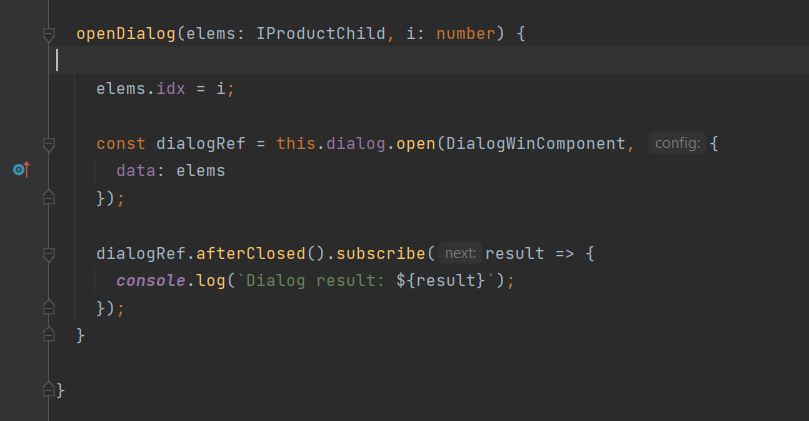 openDialog(elems: IProductChild, i: number) {
elems.idx = i;
const dialogRef = this.dialog.open(DialogWinComponent, config: {
data: elems
});
dialogRef.afterClosed().subscribe( next: result => {
console.log(`Dialog result: ${result}`);
});
}
}